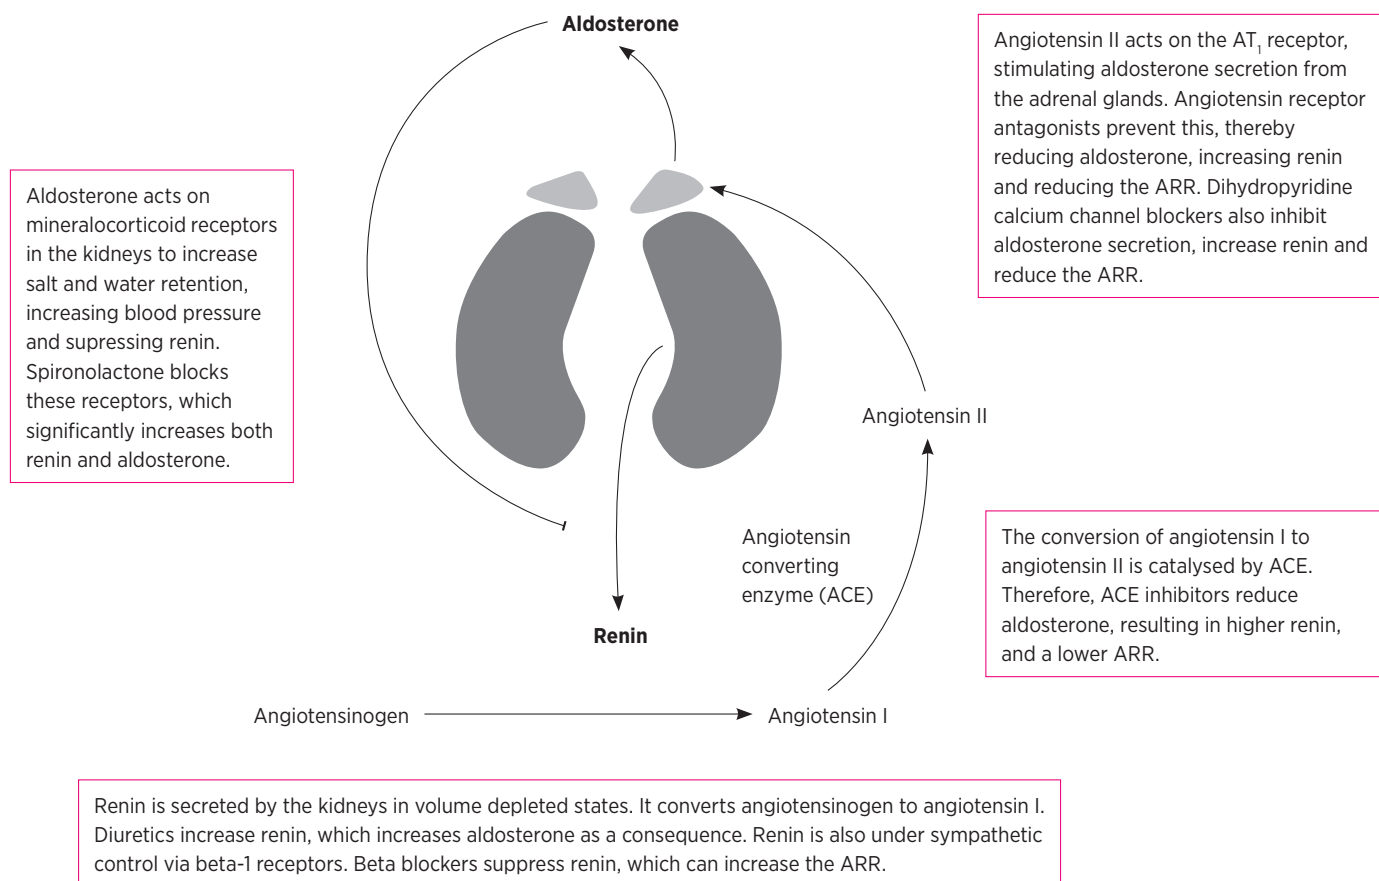 Aldosterone
Angiotensin II acts on the AT₁ receptor,
stimulating aldosterone secretion from
the adrenal glands. Angiotensin receptor
antagonists prevent this, thereby
reducing aldosterone, increasing renin
and reducing the ARR. Dihydropyridine
calcium channel blockers also inhibit
aldosterone secretion, increase renin and
reduce the ARR.
Aldosterone acts on
mineralocorticoid receptors
in the kidneys to increase
salt and water retention,
increasing blood pressure
and supressing renin.
Spironolactone blocks
these receptors, which
significantly increases both
renin and aldosterone.
Angiotensin II
Angiotensin
converting
enzyme (ACE)
The conversion of angiotensin I to
angiotensin II is catalysed by ACE.
Therefore, ACE inhibitors reduce
aldosterone, resulting in higher renin,
and a lower ARR.
Renin
Angiotensinogen
Angiotensin I
Renin is secreted by the kidneys in volume depleted states. It converts angiotensinogen to angiotensin I.
Diuretics increase renin, which increases aldosterone as a consequence. Renin is also under sympathetic
control via beta-1 receptors. Beta blockers suppress renin, which can increase the ARR.